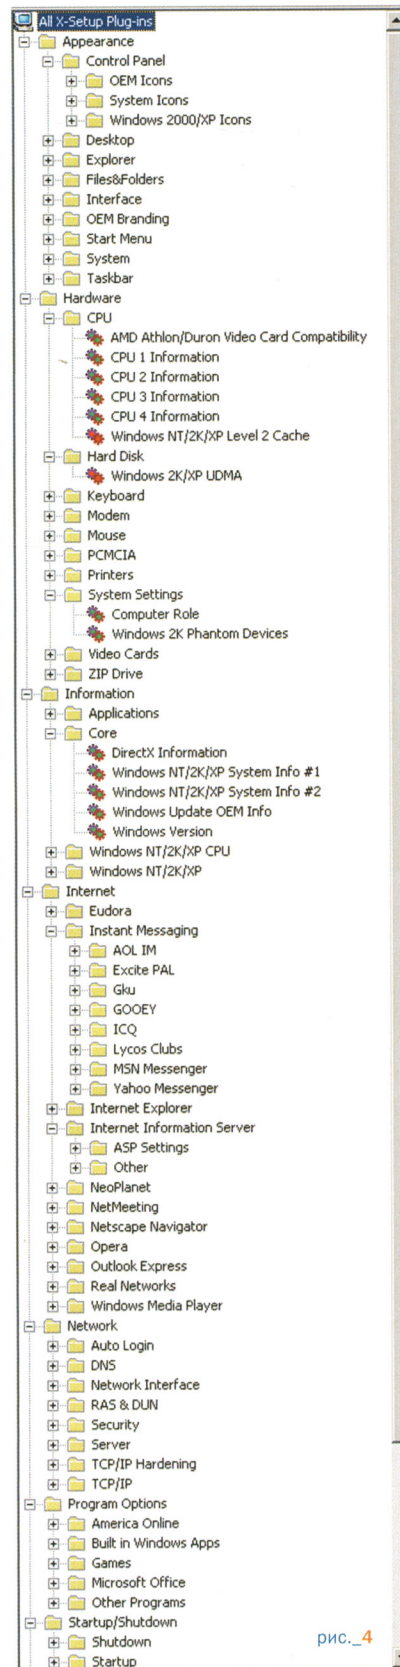 All X-Setup Plug-ins
Appearance
Control Panel
OEM Icons
System Icons
Windows 2000/XP Icons
Desktop
Explorer
Files&Folders
Interface
OEM Branding
Start Menu
System
Taskbar
Hardware
CPU
AMD Athlon/Duron Video Card Compatibility
CPU 1 Information
CPU 2 Information
CPU 3 Information
CPU 4 Information
Windows NT/2K/XP Level 2 Cache
Hard Disk
Windows 2K/XP UDMA
Keyboard
Modem
Mouse
PCMCIA
Printers
System Settings
Computer Role
Windows 2K Phantom Devices
Video Cards
ZIP Drive
Information
Applications
Core
DirectX Information
Windows NT/2K/XP System Info #1
Windows NT/2K/XP System Info #2
Windows Update OEM Info
Windows Version
Windows NT/2K/XP CPU
Windows NT/2K/XP
Internet
Eudora
Instant Messaging
AOL IM
Excite PAL
Gku
GOOEY
ICQ
Lycos Clubs
MSN Messenger
Yahoo Messenger
Internet Explorer
Internet Information Server
ASP Settings
Other
NeoPlanet
NetMeeting
Netscape Navigator
Opera
Outlook Express
Real Networks
Windows Media Player
Network
Auto Login
DNS
Network Interface
RAS & DUN
Security
Server
TCP/IP Hardening
TCP/IP
Program Options
America Online
Built in Windows Apps
Games
Microsoft Office
Other Programs
Startup/Shutdown
Shutdown
Startup
рис._4